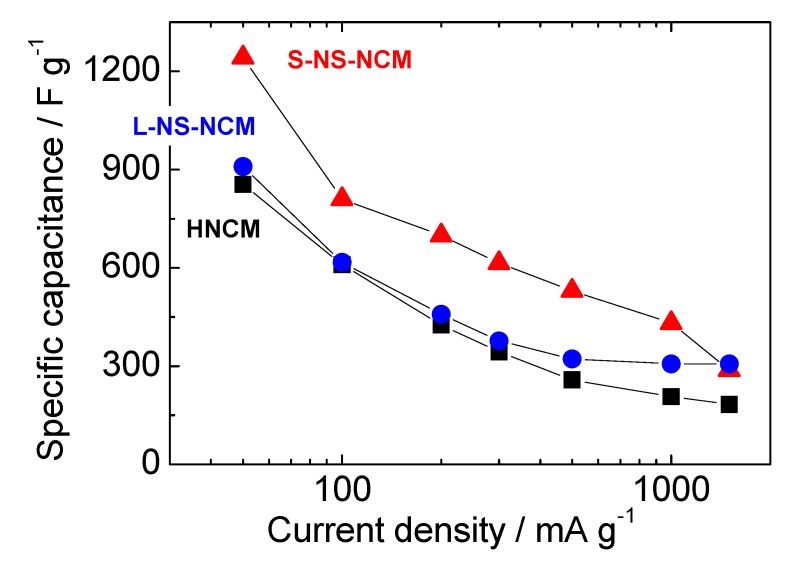 Specific capacitance / F g⁻¹
1200
900
600
300
0
S-NS-NCM
L-NS-NCM
HNCM
100 1000
Current density / mA g⁻¹